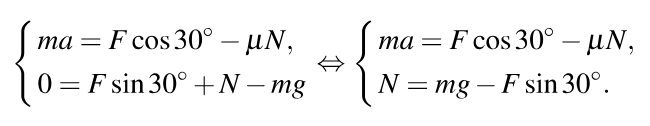 { ma = F cos 30° − μN, ⇔ { ma = F cos 30° − μN,
0 = F sin 30° + N − mg N = mg − F sin 30°.